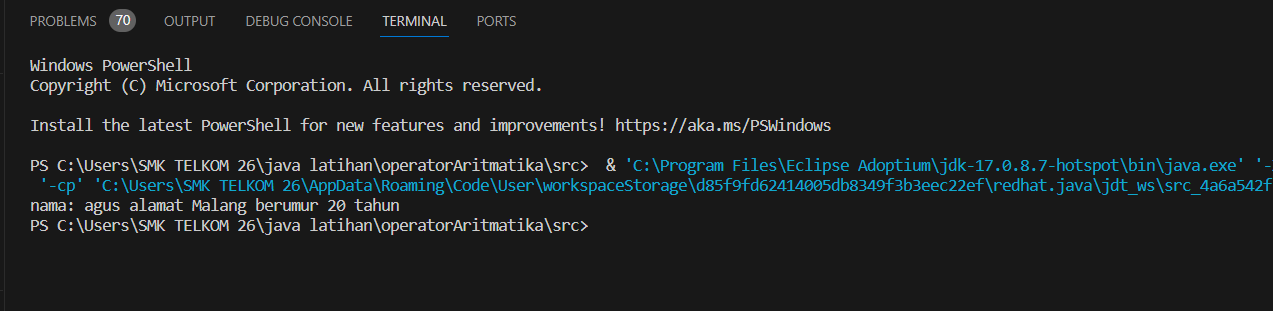 PROBLEMS 70 OUTPUT DEBUG CONSOLE TERMINAL PORTS
Windows PowerShell
Copyright (C) Microsoft Corporation. All rights reserved.
Install the latest PowerShell for new features and improvements! https://aka.ms/PSWindows
PS C:\Users\SMK TELKOM 26\java latihan\operatorAritmatika\src>  & 'C:\Program Files\Eclipse Adoptium\jdk-17.0.8.7-hotspot\bin\java.exe' '-
'-cp' 'C:\Users\SMK TELKOM 26\AppData\Roaming\Code\User\workspaceStorage\d85f9fd62414005db8349f3b3eec22ef\redhat.java\jdt_ws\src_4a6a542f
nama: agus alamat Malang berumur 20 tahun
PS C:\Users\SMK TELKOM 26\java latihan\operatorAritmatika\src>